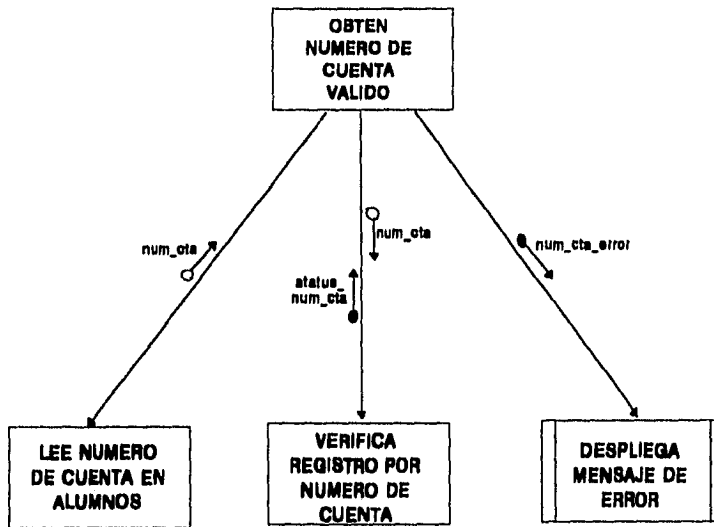 OBTEN
NUMERO DE
CUENTA
VALIDO
num_cta
num_cta
status_
num_cta
num_cta_error
LEE NUMERO
DE CUENTA EN
ALUMNOS
VERIFICA
REGISTRO POR
NUMERO DE
CUENTA
DESPLIEGA
MENSAJE DE
ERROR